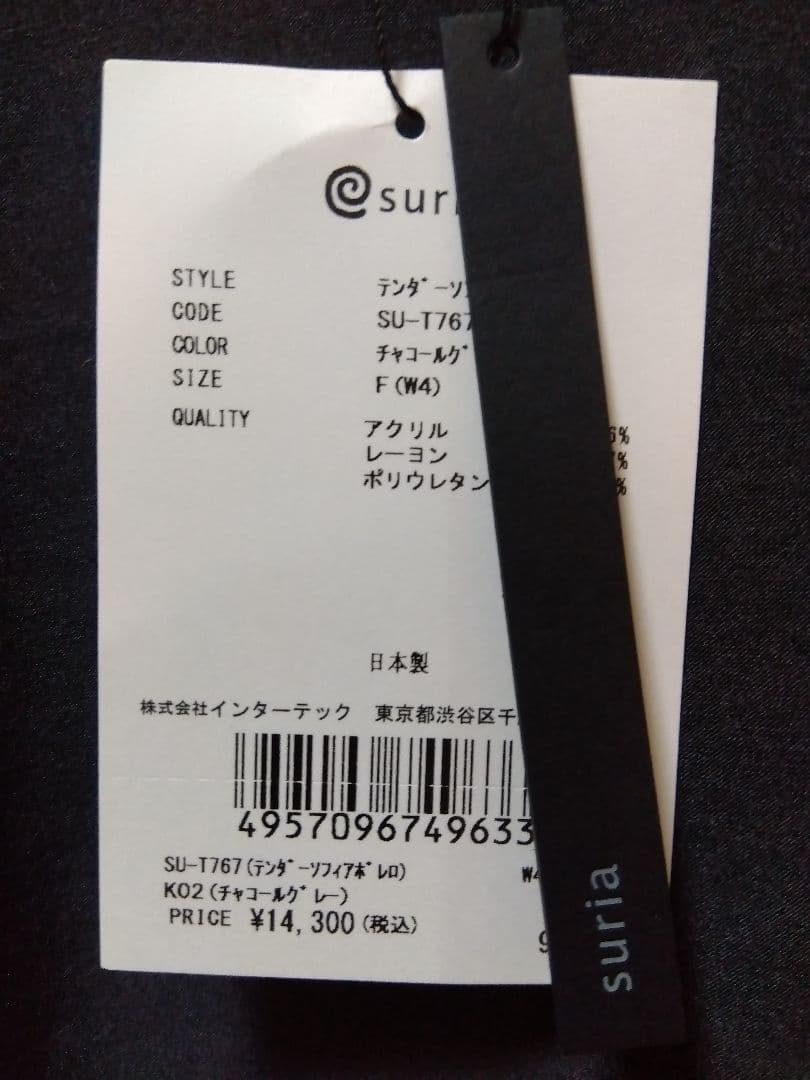 suri
STYLE テンダーソ
CODE SU-T767
COLOR チャコールグ
SIZE F(W4)
QUALITY アクリル 6%
レーヨン %
ポリウレタン %
日本製
株式会社インターテック 東京都渋谷区千
4957096749633
SU-T767(テンダーソフィアボレロ) W4
K02(チャコールグレー)
PRICE ¥14,300(税込)
9
suria